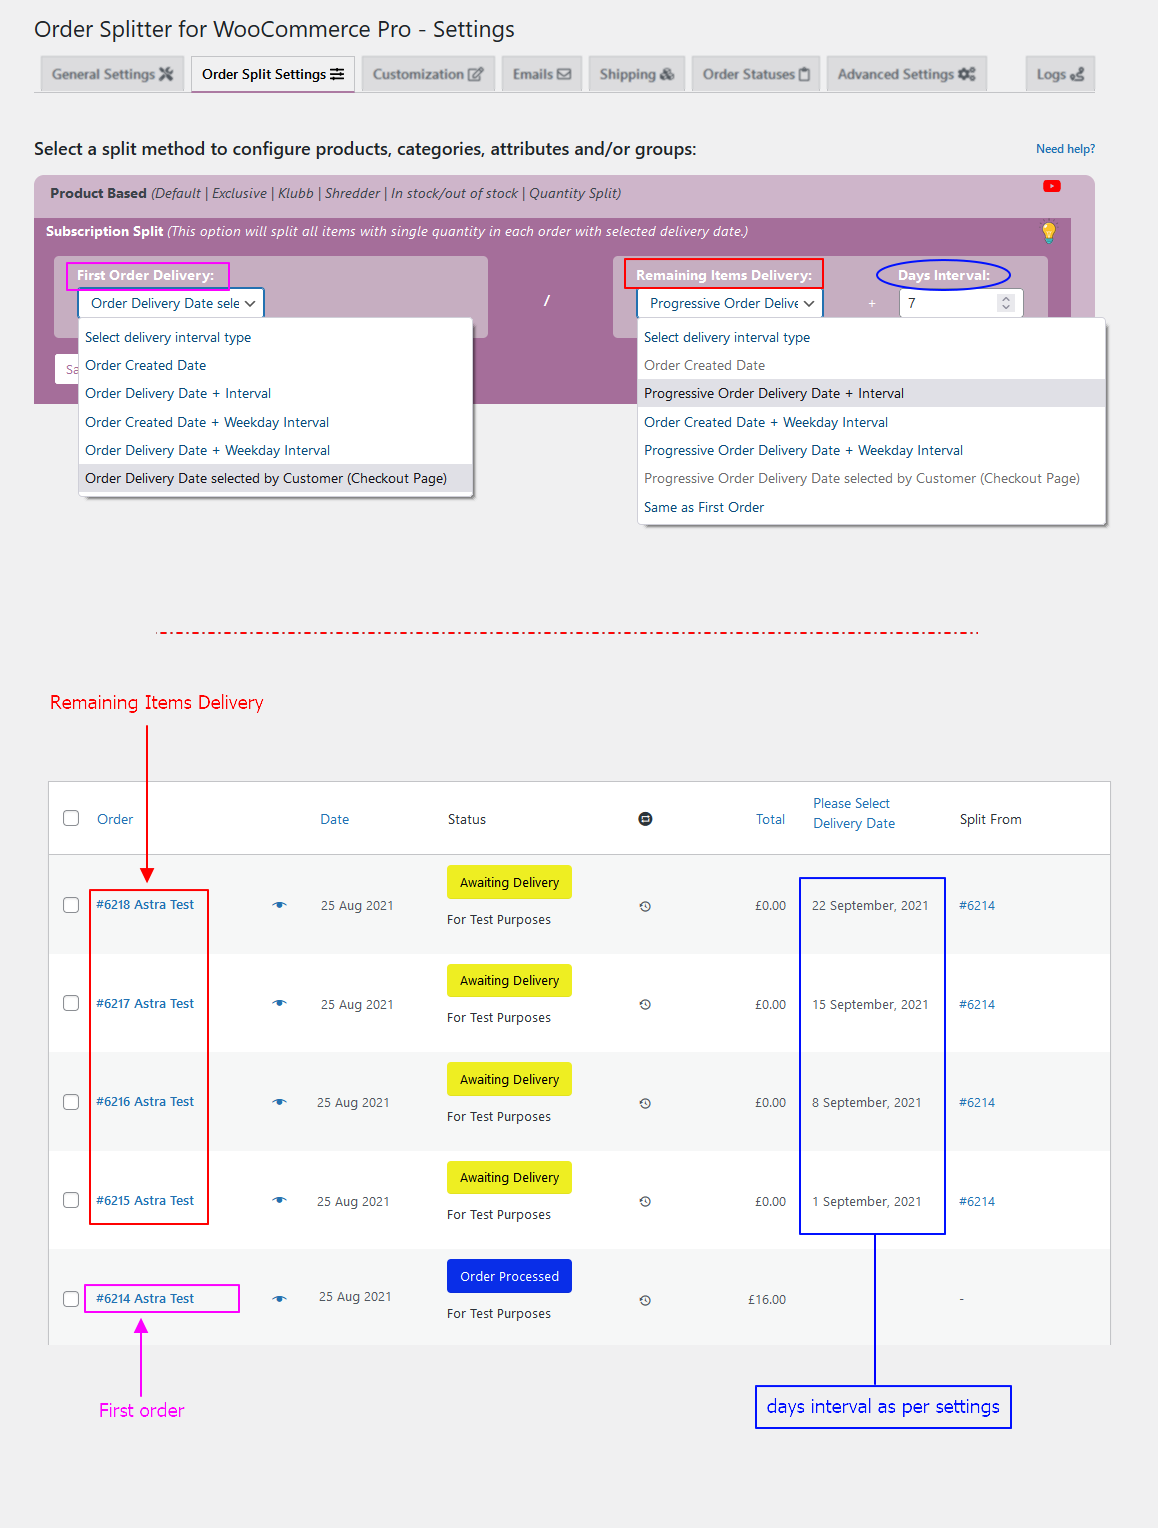 Order Splitter for WooCommerce Pro - Settings
General Settings
Order Split Settings
Customization
Emails
Shipping
Order Statuses
Advanced Settings
Logs
Select a split method to configure products, categories, attributes and/or groups:
Need help?
Product Based (Default | Exclusive | Klubb | Shredder | In stock/out of stock | Quantity Split)
Subscription Split (This option will split all items with single quantity in each order with selected delivery date.)
First Order Delivery:
Order Delivery Date sele
Select delivery interval type
Order Created Date
Order Delivery Date + Interval
Order Created Date + Weekday Interval
Order Delivery Date + Weekday Interval
Order Delivery Date selected by Customer (Checkout Page)
Sa
/
Remaining Items Delivery:
Progressive Order Delive
+
Days Interval:
7
Select delivery interval type
Order Created Date
Progressive Order Delivery Date + Interval
Order Created Date + Weekday Interval
Progressive Order Delivery Date + Weekday Interval
Progressive Order Delivery Date selected by Customer (Checkout Page)
Same as First Order
Remaining Items Delivery
Order Date Status Total Please Select Delivery Date Split From
#6218 Astra Test 25 Aug 2021 Awaiting Delivery £0.00 22 September, 2021 #6214
For Test Purposes
#6217 Astra Test 25 Aug 2021 Awaiting Delivery £0.00 15 September, 2021 #6214
For Test Purposes
#6216 Astra Test 25 Aug 2021 Awaiting Delivery £0.00 8 September, 2021 #6214
For Test Purposes
#6215 Astra Test 25 Aug 2021 Awaiting Delivery £0.00 1 September, 2021 #6214
For Test Purposes
#6214 Astra Test 25 Aug 2021 Order Processed £16.00 -
For Test Purposes
First order
days interval as per settings